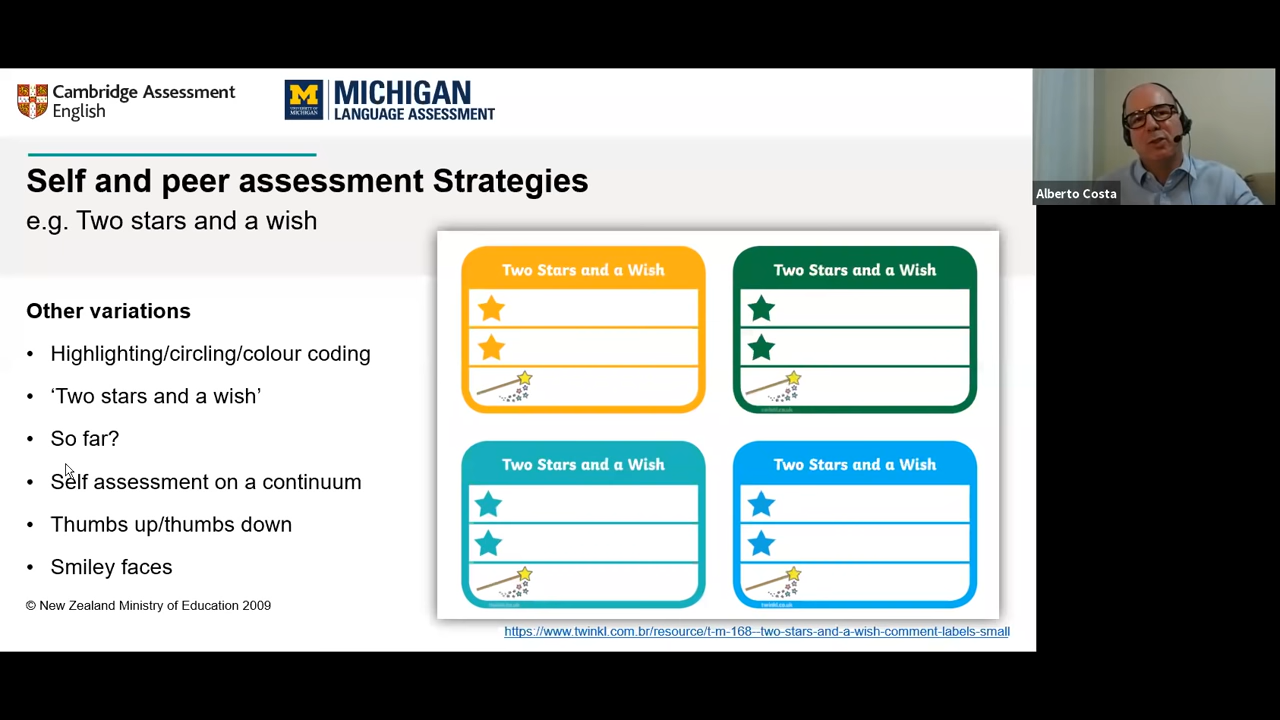 Cambridge Assessment
English
MICHIGAN
LANGUAGE ASSESSMENT
Alberto Costa
Self and peer assessment Strategies
e.g. Two stars and a wish
Other variations
• Highlighting/circling/colour coding
• ‘Two stars and a wish’
• So far?
• Self assessment on a continuum
• Thumbs up/thumbs down
• Smiley faces
© New Zealand Ministry of Education 2009
Two Stars and a Wish
Two Stars and a Wish
Two Stars and a Wish
Two Stars and a Wish
https://www.twinkl.com.br/resource/t-m-168--two-stars-and-a-wish-comment-labels-small